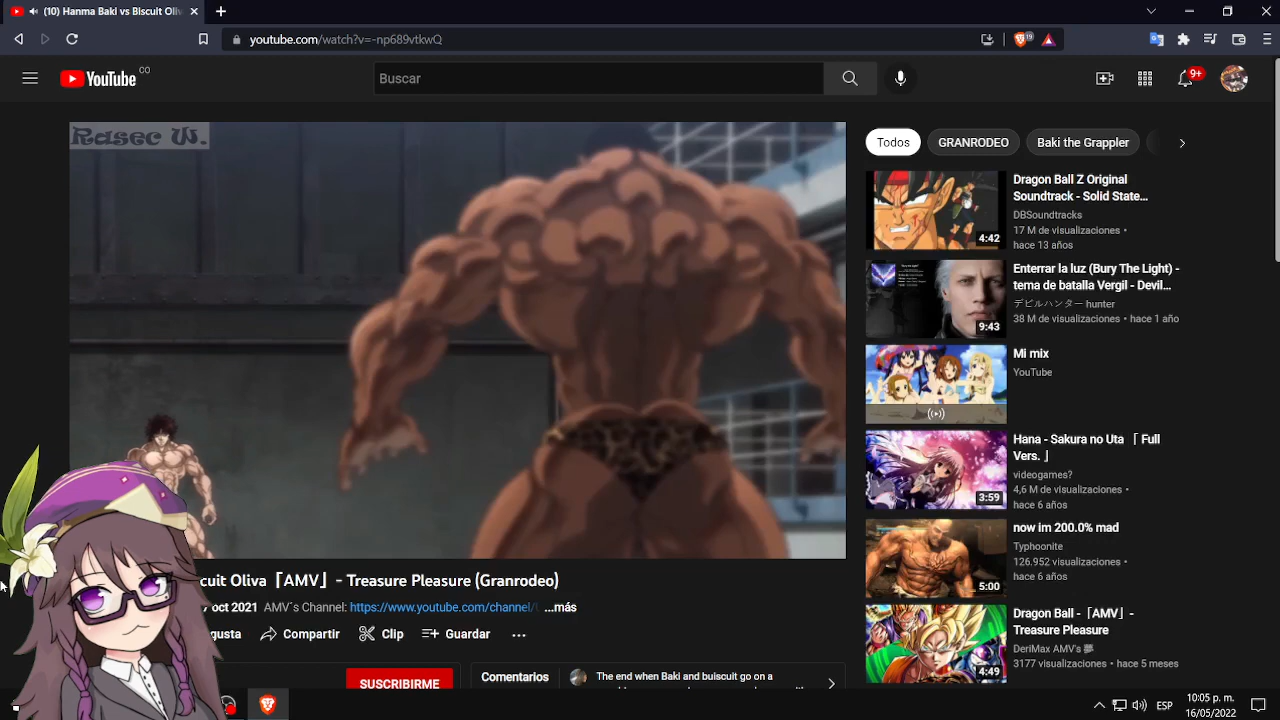 (10) Hanma Baki vs Biscuit Oliv
youtube.com/watch?v=-np689vtkwQ
19
YouTube CO
Buscar
9+
Rasec W.
Todos
GRANRODEO
Baki the Grappler
Dragon Ball Z Original
Soundtrack - Solid State...
DBSoundtracks
17 M de visualizaciones •
hace 13 años
4:42
Enterrar la luz (Bury The Light) -
tema de batalla Vergil - Devil...
デビルハンター hunter
38 M de visualizaciones • hace 1 año
9:43
Mi mix
YouTube
Hana - Sakura no Uta 「 Full
Vers. 」
videogames?
4,6 M de visualizaciones •
hace 6 años
3:59
now im 200.0% mad
Typhoonite
126.952 visualizaciones •
hace 6 años
5:00
Dragon Ball -「AMV」-
Treasure Pleasure
DeriMax AMV's 夢
3177 visualizaciones • hace 5 meses
4:49
cuit Oliva「AMV」- Treasure Pleasure (Granrodeo)
oct 2021 AMV´s Channel: https://www.youtube.com/channel/ ...más
gusta
Compartir
Clip
Guardar
SUSCRIBIRME
Comentarios
The end when Baki and buiscuit go on a
ESP
10:05 p. m.
16/05/2022